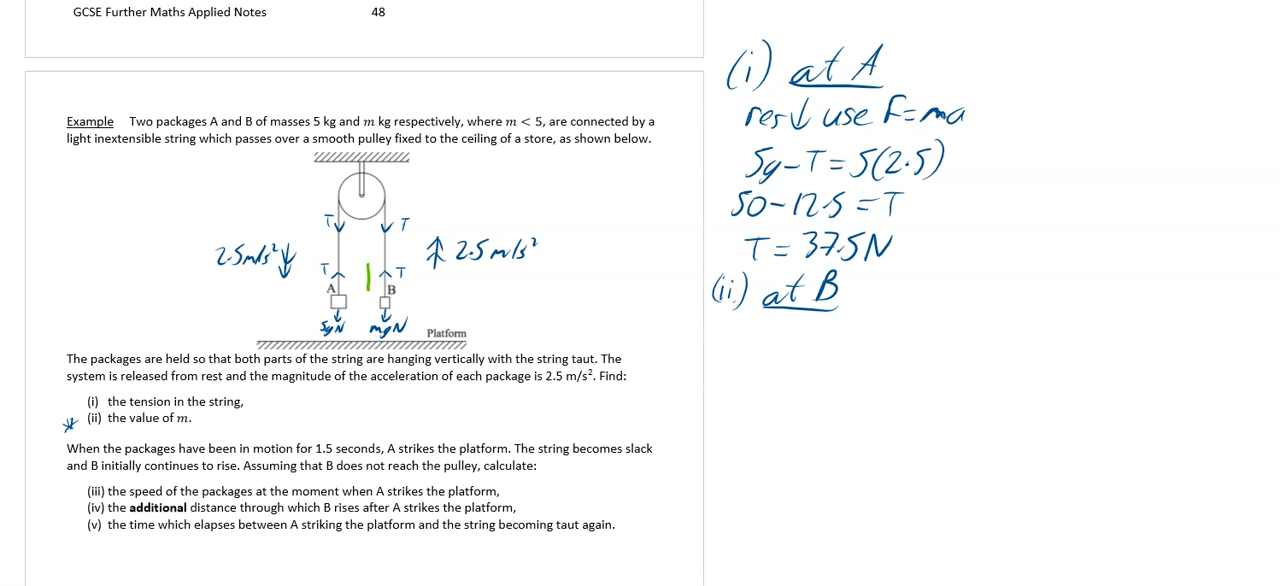 GCSE Further Maths Applied Notes 48
Example Two packages A and B of masses 5 kg and m kg respectively, where m < 5, are connected by a
light inextensible string which passes over a smooth pulley fixed to the ceiling of a store, as shown below.
T T
2.5m/s² 2.5 m/s²
T T
A B
5gN mgN Platform
The packages are held so that both parts of the string are hanging vertically with the string taut. The
system is released from rest and the magnitude of the acceleration of each package is 2.5 m/s². Find:
(i) the tension in the string,
(ii) the value of m.
When the packages have been in motion for 1.5 seconds, A strikes the platform. The string becomes slack
and B initially continues to rise. Assuming that B does not reach the pulley, calculate:
(iii) the speed of the packages at the moment when A strikes the platform,
(iv) the additional distance through which B rises after A strikes the platform,
(v) the time which elapses between A striking the platform and the string becoming taut again.
(i) at A
res↓ use F=ma
5g-T=5(2.5)
50-12.5=T
T=37.5N
(ii) at B